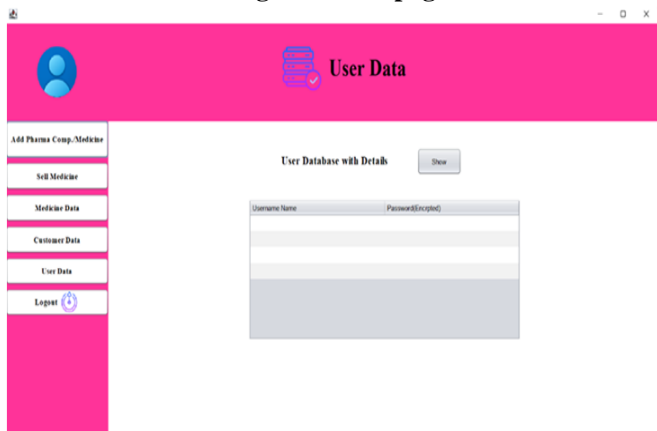 User Data
Add Pharma Comp./Medicine
Sell Medicine
Medicine Data
Customer Data
User Data
Logout
User Database with Details
Show
Username Name Password(Encrpted)